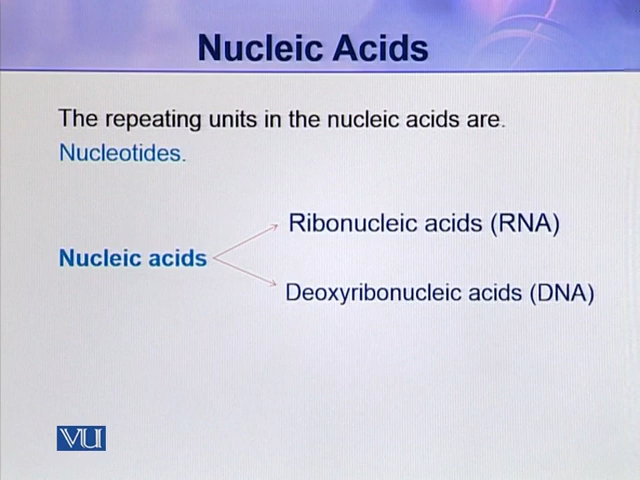 Nucleic Acids
The repeating units in the nucleic acids are.
Nucleotides.
Ribonucleic acids (RNA)
Nucleic acids
Deoxyribonucleic acids (DNA)
VU